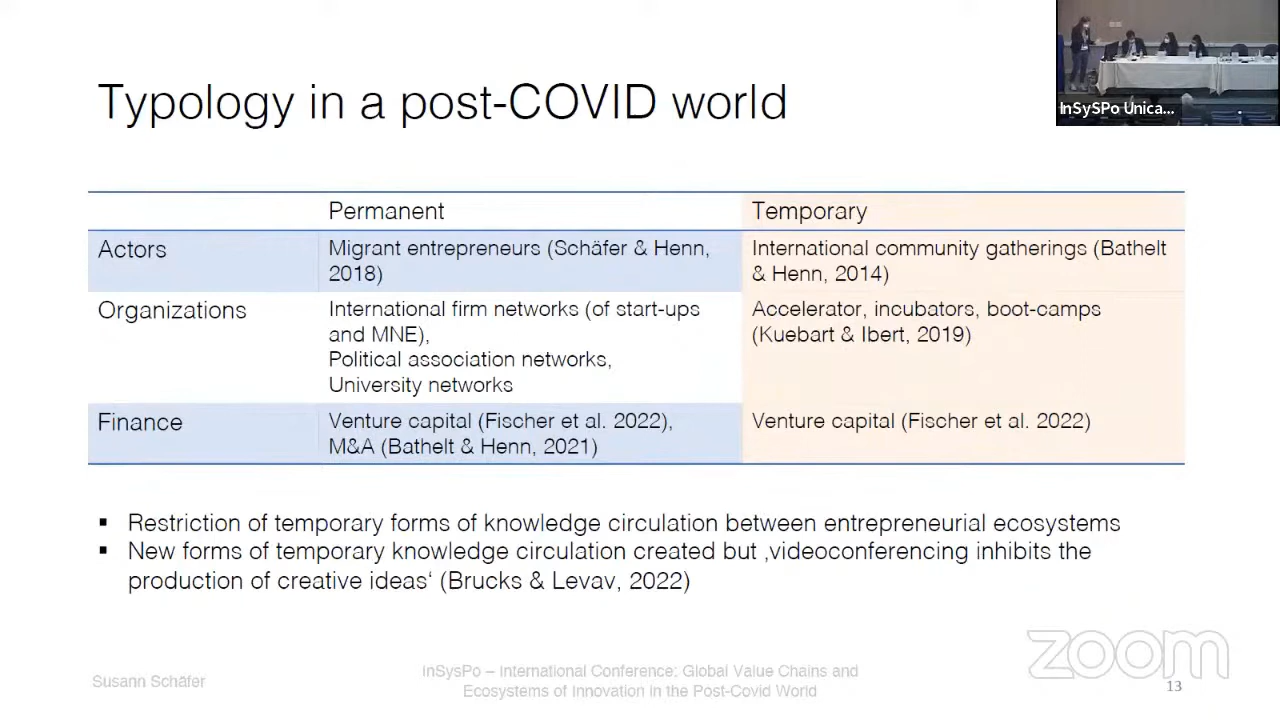 Typology in a post-COVID world
InSySPo Unica...
Permanent
Temporary
Actors
Migrant entrepreneurs (Schäfer & Henn,
2018)
International community gatherings (Bathelt
& Henn, 2014)
Organizations
International firm networks (of start-ups
and MNE),
Political association networks,
University networks
Accelerator, incubators, boot-camps
(Kuebart & Ibert, 2019)
Finance
Venture capital (Fischer et al. 2022),
M&A (Bathelt & Henn, 2021)
Venture capital (Fischer et al. 2022)
▪ Restriction of temporary forms of knowledge circulation between entrepreneurial ecosystems
▪ New forms of temporary knowledge circulation created but ‚videoconferencing inhibits the
production of creative ideas‘ (Brucks & Levav, 2022)
Susann Schäfer
InSysPo – International Conference: Global Value Chains and
Ecosystems of Innovation in the Post-Covid World
zoom
13